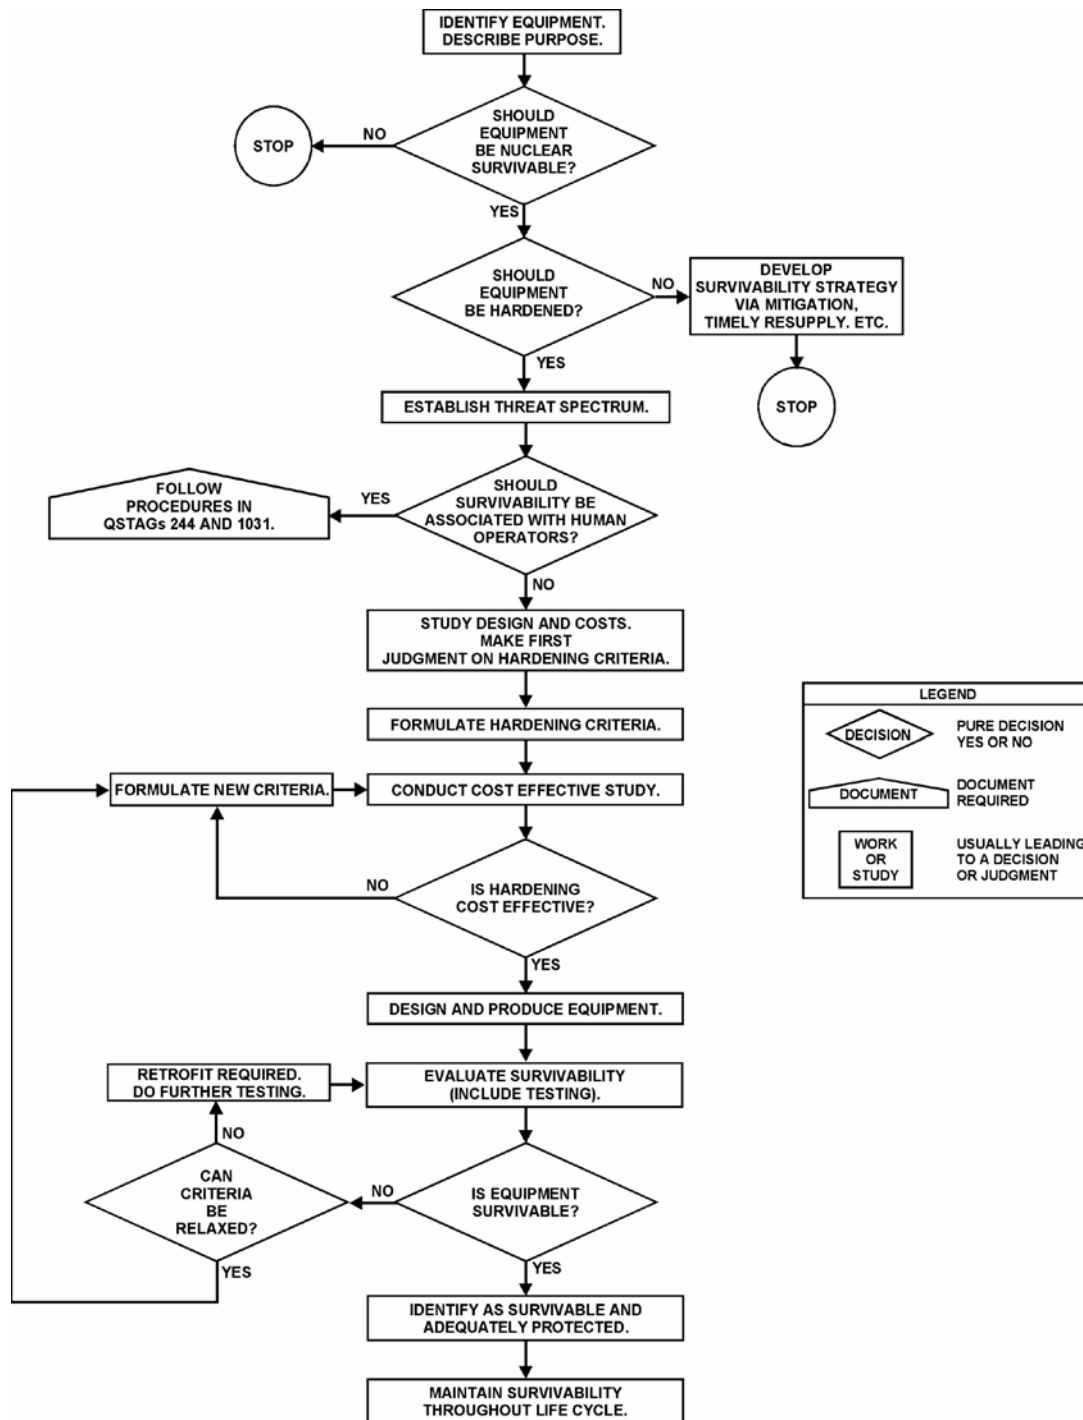 IDENTIFY EQUIPMENT.
DESCRIBE PURPOSE.
SHOULD
EQUIPMENT
BE NUCLEAR
SURVIVABLE?
NO
STOP
YES
SHOULD
EQUIPMENT
BE HARDENED?
NO
DEVELOP
SURVIVABILITY STRATEGY
VIA MITIGATION,
TIMELY RESUPPLY. ETC.
STOP
YES
ESTABLISH THREAT SPECTRUM.
SHOULD
SURVIVABILITY BE
ASSOCIATED WITH HUMAN
OPERATORS?
YES
FOLLOW
PROCEDURES IN
QSTAGs 244 AND 1031.
NO
STUDY DESIGN AND COSTS.
MAKE FIRST
JUDGMENT ON HARDENING CRITERIA.
FORMULATE HARDENING CRITERIA.
FORMULATE NEW CRITERIA.
CONDUCT COST EFFECTIVE STUDY.
NO
IS HARDENING
COST EFFECTIVE?
YES
DESIGN AND PRODUCE EQUIPMENT.
RETROFIT REQUIRED.
DO FURTHER TESTING.
EVALUATE SURVIVABILITY
(INCLUDE TESTING).
NO
CAN
CRITERIA
BE
RELAXED?
NO
IS EQUIPMENT
SURVIVABLE?
YES
YES
IDENTIFY AS SURVIVABLE AND
ADEQUATELY PROTECTED.
MAINTAIN SURVIVABILITY
THROUGHOUT LIFE CYCLE.
LEGEND
DECISION
PURE DECISION
YES OR NO
DOCUMENT
DOCUMENT
REQUIRED
WORK
OR
STUDY
USUALLY LEADING
TO A DECISION
OR JUDGMENT